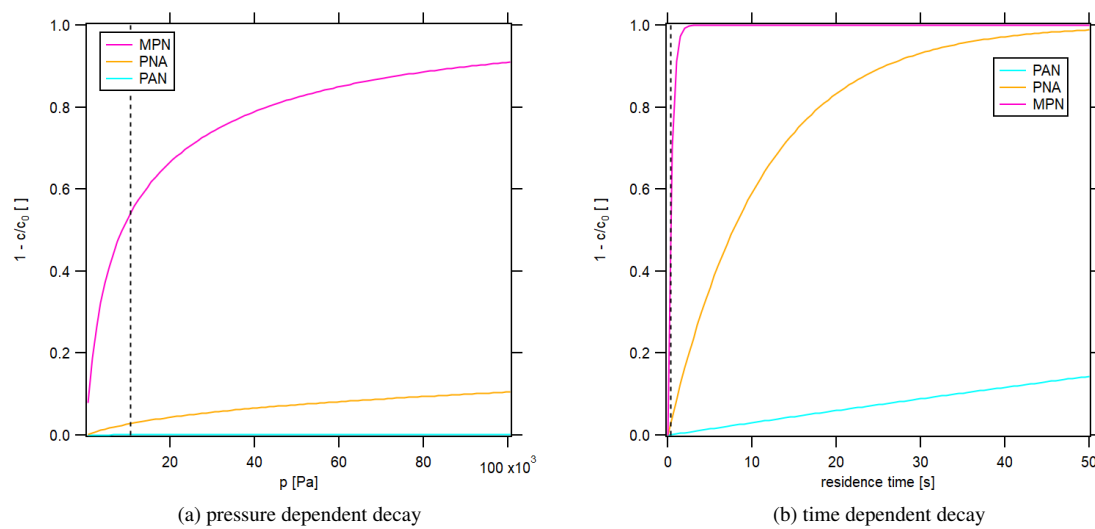 1.0
0.8
0.6
0.4
0.2
0.0
1 - c/c₀ [ ]
MPN
PNA
PAN
20
40
60
80
100 x10³
p [Pa]
(a) pressure dependent decay
1.0
0.8
0.6
0.4
0.2
0.0
1 - c/c₀ [ ]
PAN
PNA
MPN
0
10
20
30
40
50
residence time [s]
(b) time dependent decay